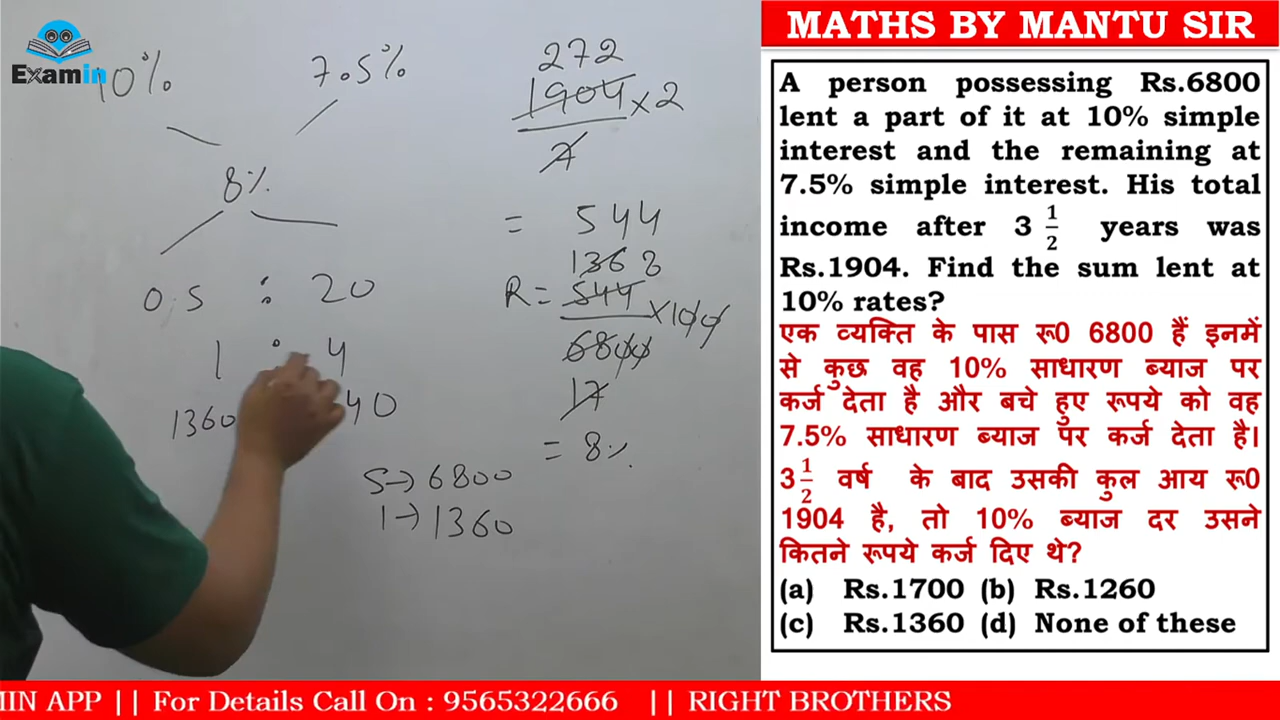 Examin
10%
7.5%
8%
0.5 : 20
1 : 4
1360
40
5→6800
1→1360
272
1904 × 2
7
= 544
136 8
R = 544 × 100
6800
17
= 8%
MATHS BY MANTU SIR
A person possessing Rs.6800
lent a part of it at 10% simple
interest and the remaining at
7.5% simple interest. His total
income after 3 1/2 years was
Rs.1904. Find the sum lent at
10% rates?
एक व्यक्ति के पास रू0 6800 हैं इनमें
से कुछ वह 10% साधारण ब्याज पर
कर्ज देता है और बचे हुए रूपये को वह
7.5% साधारण ब्याज पर कर्ज देता है।
3 1/2 वर्ष के बाद उसकी कुल आय रू0
1904 है, तो 10% ब्याज दर उसने
कितने रूपये कर्ज दिए थे?
(a) Rs.1700 (b) Rs.1260
(c) Rs.1360 (d) None of these
MIN APP || For Details Call On : 9565322666 || RIGHT BROTHERS